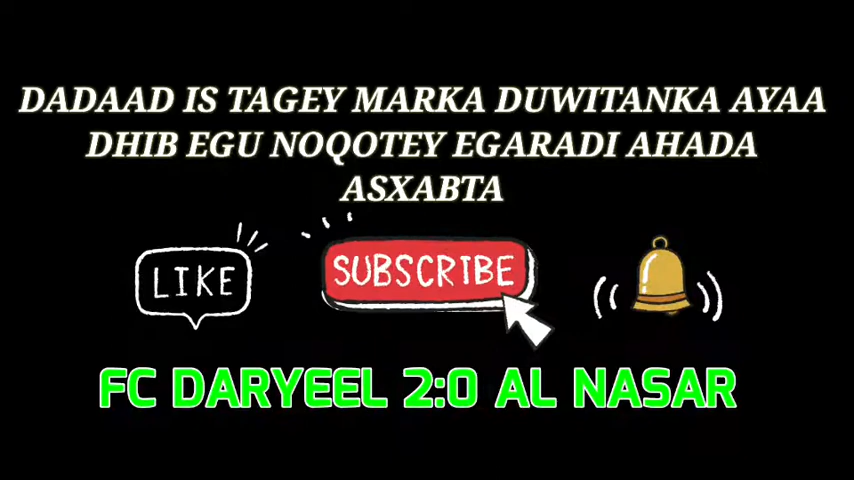 DADAAD IS TAGEY MARKA DUWITANKA AYAA
DHIB EGU NOQOTEY EGARADI AHADA
ASXABTA
LIKE
SUBSCRIBE
FC DARYEEL 2:0 AL NASAR